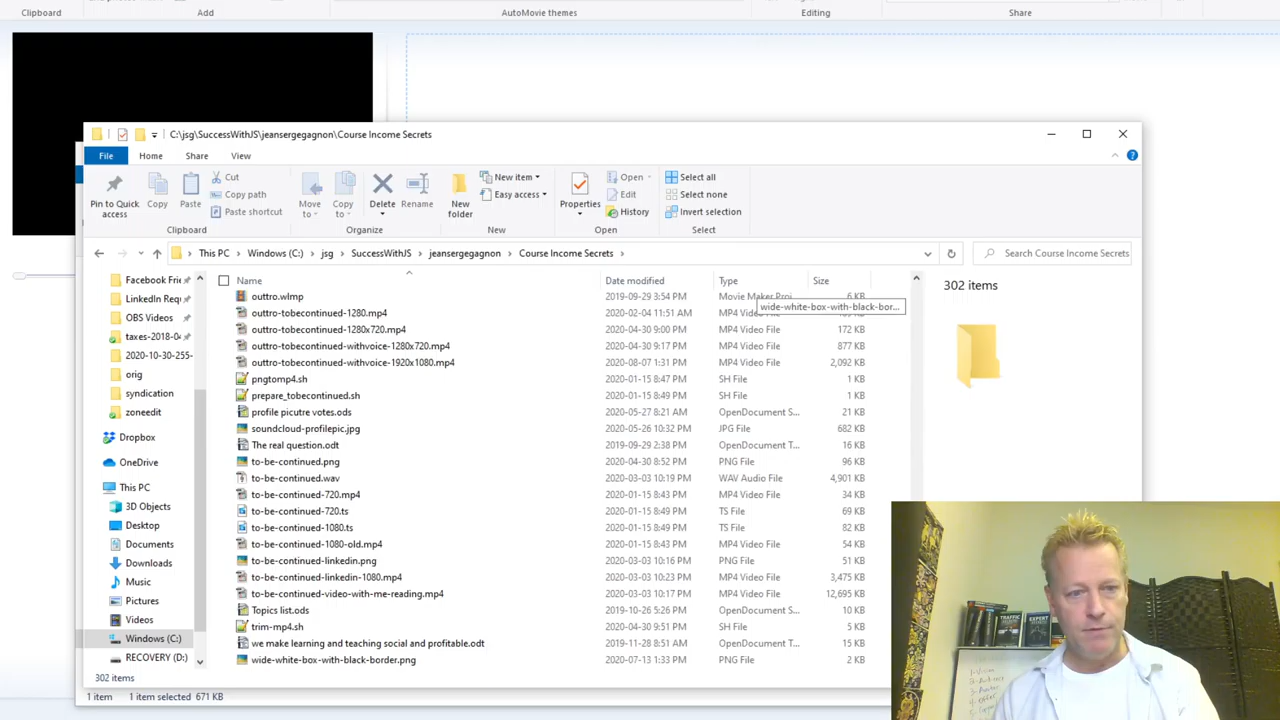 Clipboard Add AutoMovie themes Editing Share
C:\jsg\SuccessWithJS\jeansergegagnon\Course Income Secrets
File Home Share View
Pin to Quick access
Copy
Paste
Cut
Copy path
Paste shortcut
Move to
Copy to
Delete
Rename
New folder
New item
Easy access
Properties
Open
Edit
History
Select all
Select none
Invert selection
Clipboard Organize New Open Select
This PC Windows (C:) jsg SuccessWithJS jeansergegagnon Course Income Secrets
Search Course Income Secrets
Facebook Frie
LinkedIn Requ
OBS Videos
taxes-2018-04
2020-10-30-255-
orig
syndication
zoneedit
Dropbox
OneDrive
This PC
3D Objects
Desktop
Documents
Downloads
Music
Pictures
Videos
Windows (C:)
RECOVERY (D:)
Name Date modified Type Size
outtro.wlmp 2019-09-29 3:54 PM Movie Maker Proj... 6 KB
wide-white-box-with-black-bor...
outtro-tobecontinued-1280.mp4 2020-02-04 11:51 AM MP4 Video File KB
outtro-tobecontinued-1280x720.mp4 2020-04-30 9:00 PM MP4 Video File 172 KB
outtro-tobecontinued-withvoice-1280x720.mp4 2020-04-30 9:17 PM MP4 Video File 877 KB
outtro-tobecontinued-withvoice-1920x1080.mp4 2020-08-07 1:31 PM MP4 Video File 2,092 KB
pngtomp4.sh 2020-01-15 8:47 PM SH File 1 KB
prepare_tobecontinued.sh 2020-01-15 8:49 PM SH File 1 KB
profile picutre votes.ods 2020-05-27 8:21 AM OpenDocument S... 21 KB
soundcloud-profilepic.jpg 2020-05-26 10:32 PM JPG File 682 KB
The real question.odt 2019-09-29 2:38 PM OpenDocument T... 16 KB
to-be-continued.png 2020-04-30 8:52 PM PNG File 96 KB
to-be-continued.wav 2020-03-03 10:19 PM WAV Audio File 4,901 KB
to-be-continued-720.mp4 2020-01-15 8:43 PM MP4 Video File 34 KB
to-be-continued-720.ts 2020-01-15 8:49 PM TS File 69 KB
to-be-continued-1080.ts 2020-01-15 8:49 PM TS File 82 KB
to-be-continued-1080-old.mp4 2020-01-15 8:43 PM MP4 Video File 54 KB
to-be-continued-linkedin.png 2020-03-03 10:16 PM PNG File 140 KB
to-be-continued-linkedin-1080.mp4 2020-03-03 10:23 PM MP4 Video File 3,475 KB
to-be-continued-video-with-me-reading.mp4 2020-03-03 10:17 PM MP4 Video File 12,695 KB
Topics list.ods 2019-10-26 5:26 PM OpenDocument S... 10 KB
trim-mp4.sh 2020-04-30 9:51 PM SH File 5 KB
we make learning and teaching social and profitable.odt 2019-11-28 8:51 AM OpenDocument T... 15 KB
wide-white-box-with-black-border.png 2020-07-13 1:33 PM PNG File 2 KB
302 items
302 items
1 item 1 item selected 671 KB
TRAFFIC
EXPERT